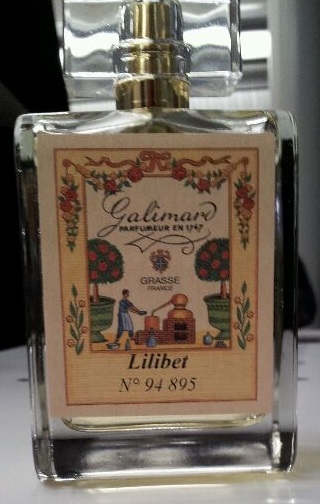 Galimard
PARFUMEUR EN 1747
GRASSE
FRANCE
Lilibet
N° 94 895